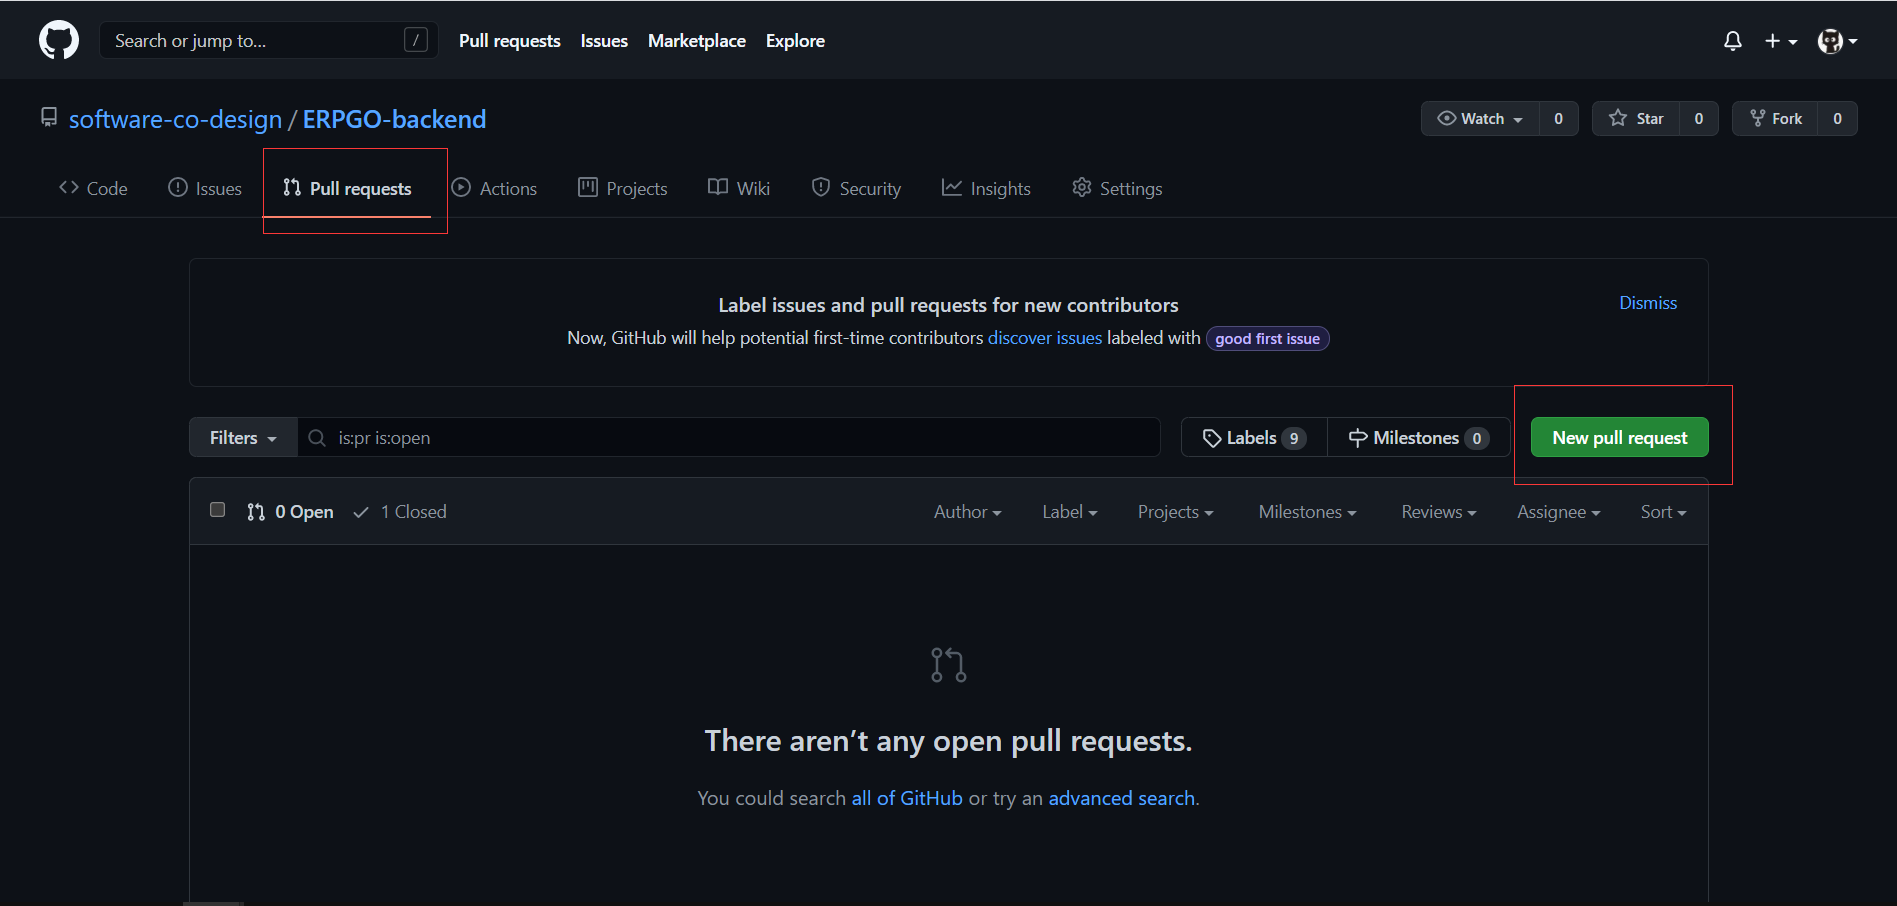 Search or jump to... / Pull requests Issues Marketplace Explore
software-co-design / ERPGO-backend Watch 0 Star 0 Fork 0
Code Issues Pull requests Actions Projects Wiki Security Insights Settings
Label issues and pull requests for new contributors Dismiss
Now, GitHub will help potential first-time contributors discover issues labeled with good first issue
Filters is:pr is:open Labels 9 Milestones 0 New pull request
0 Open 1 Closed Author Label Projects Milestones Reviews Assignee Sort
There aren’t any open pull requests.
You could search all of GitHub or try an advanced search.